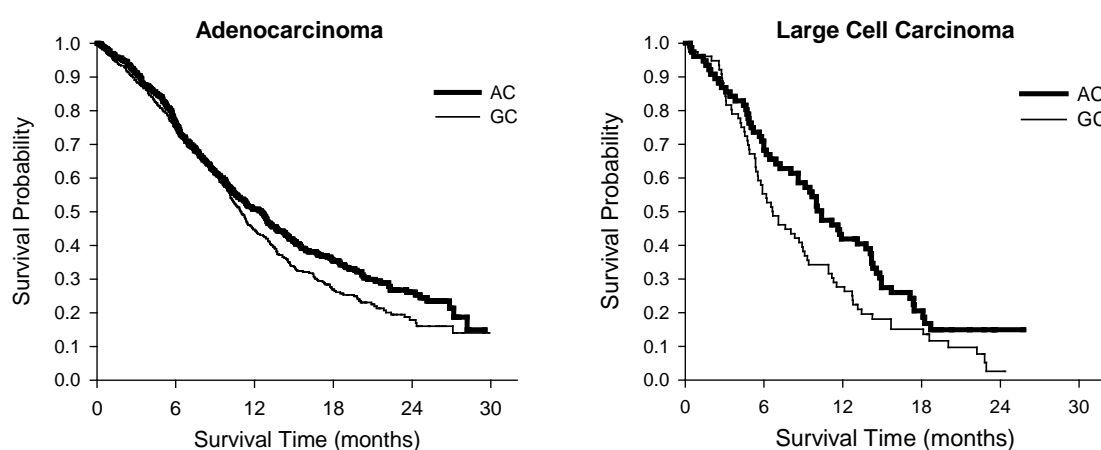 Adenocarcinoma
1.0
0.9
0.8
0.7
0.6
0.5
0.4
0.3
0.2
0.1
0.0
Survival Probability
AC
GC
0 6 12 18 24 30
Survival Time (months)
Large Cell Carcinoma
1.0
0.9
0.8
0.7
0.6
0.5
0.4
0.3
0.2
0.1
0.0
Survival Probability
AC
GC
0 6 12 18 24 30
Survival Time (months)